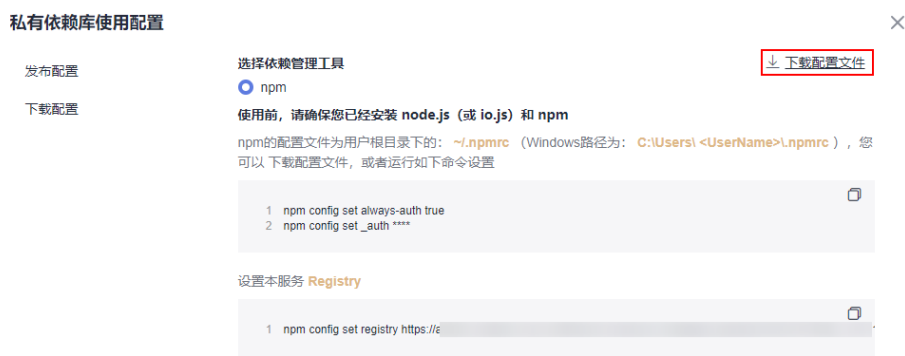 私有依赖库使用配置
发布配置
下载配置
选择依赖管理工具
下载配置文件
npm
使用前，请确保您已经安装 node.js（或 io.js）和 npm
npm的配置文件为用户根目录下的： ~/.npmrc （Windows路径为： C:\Users\ <UserName>\.npmrc ），您
可以 下载配置文件，或者运行如下命令设置
1 npm config set always-auth true
2 npm config set _auth ****
设置本服务 Registry
1 npm config set registry https://a